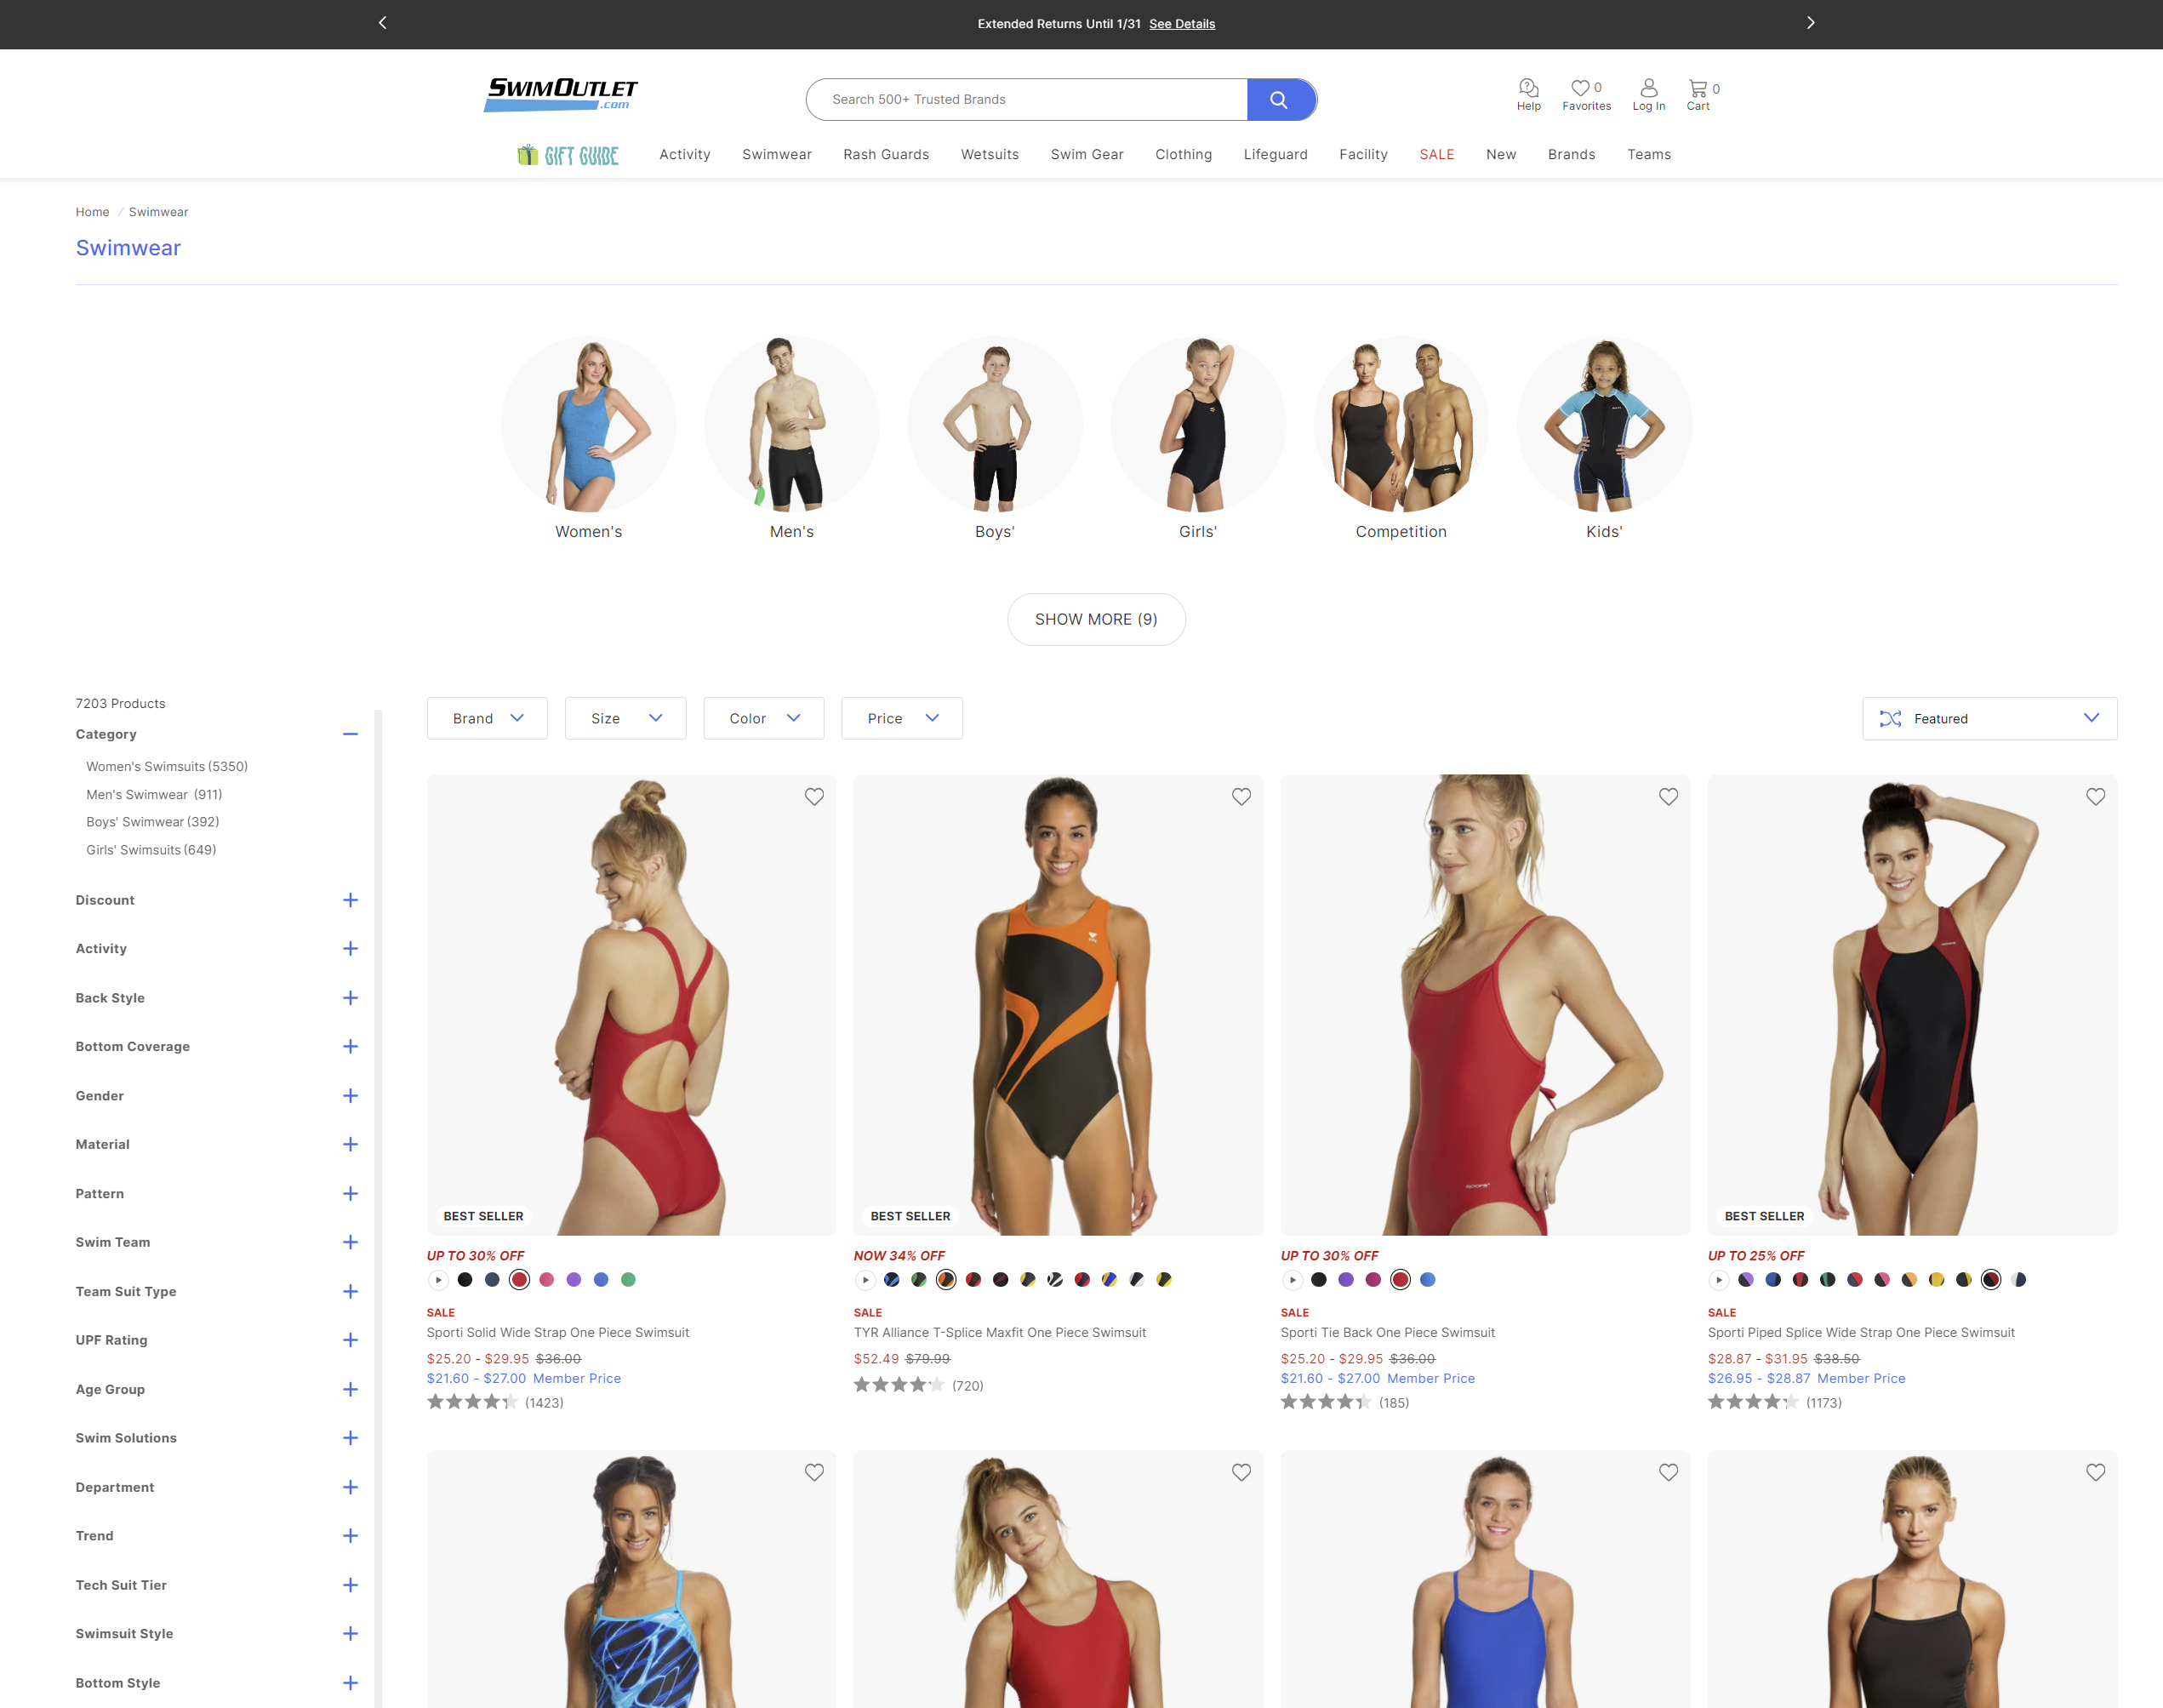 Extended Returns Until 1/31 See Details
SWIMOUTLET
.com
Search 500+ Trusted Brands
Help
0
Favorites
Log In
0
Cart
GIFT GUIDE
Activity
Swimwear
Rash Guards
Wetsuits
Swim Gear
Clothing
Lifeguard
Facility
SALE
New
Brands
Teams
Home / Swimwear
Swimwear
Women's
Men's
Boys'
Girls'
Competition
Kids'
SHOW MORE (9)
7203 Products
Category
Women's Swimsuits (5350)
Men's Swimwear (911)
Boys' Swimwear (392)
Girls' Swimsuits (649)
Discount
Activity
Back Style
Bottom Coverage
Gender
Material
Pattern
Swim Team
Team Suit Type
UPF Rating
Age Group
Swim Solutions
Department
Trend
Tech Suit Tier
Swimsuit Style
Bottom Style
Brand
Size
Color
Price
Featured
BEST SELLER
UP TO 30% OFF
SALE
Sporti Solid Wide Strap One Piece Swimsuit
$25.20 - $29.95 $36.00
$21.60 - $27.00 Member Price
(1423)
BEST SELLER
NOW 34% OFF
SALE
TYR Alliance T-Splice Maxfit One Piece Swimsuit
$52.49 $79.99
(720)
sporti
UP TO 30% OFF
SALE
Sporti Tie Back One Piece Swimsuit
$25.20 - $29.95 $36.00
$21.60 - $27.00 Member Price
(185)
BEST SELLER
UP TO 25% OFF
SALE
Sporti Piped Splice Wide Strap One Piece Swimsuit
$28.87 - $31.95 $38.50
$26.95 - $28.87 Member Price
(1173)